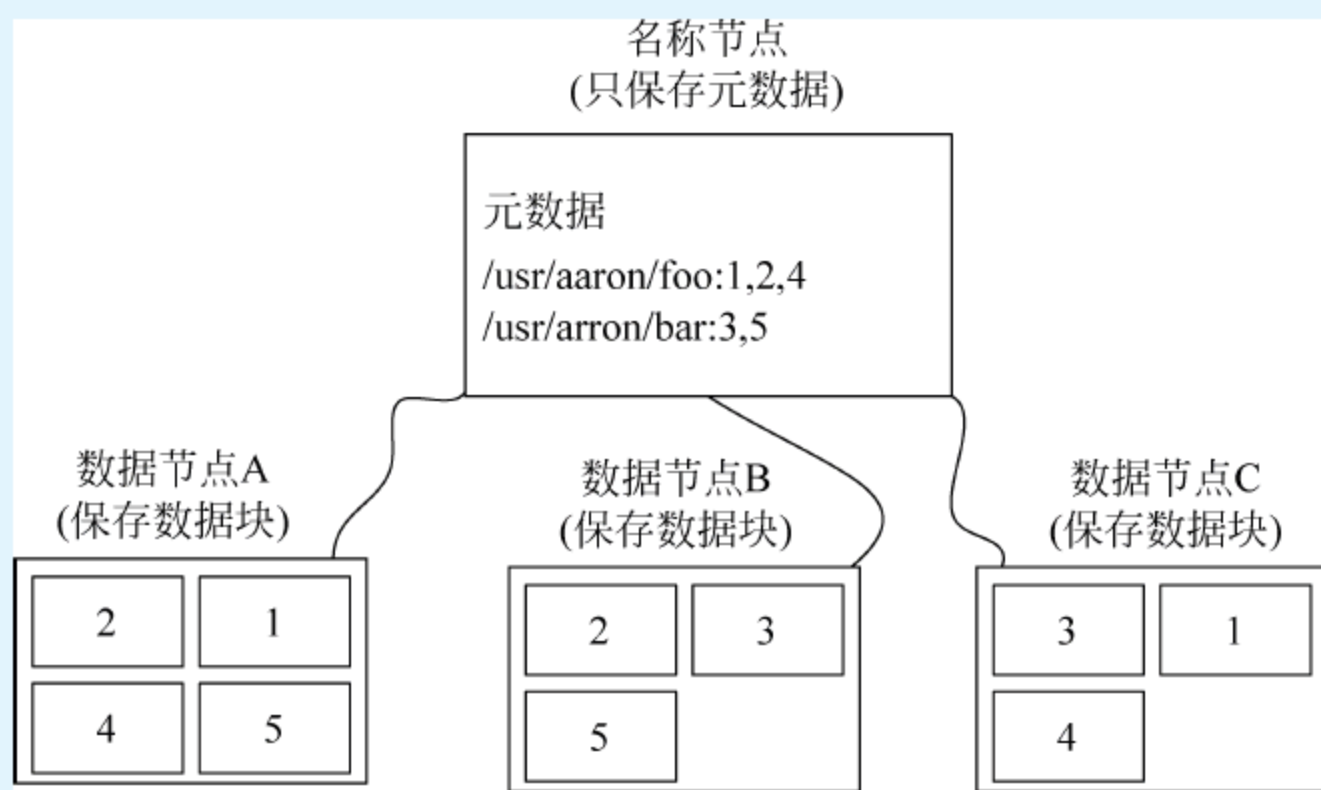 名称节点
(只保存元数据)
元数据
/usr/aaron/foo:1,2,4
/usr/arron/bar:3,5
数据节点A
(保存数据块)
2 1
4 5
数据节点B
(保存数据块)
2 3
5
数据节点C
(保存数据块)
3 1
4